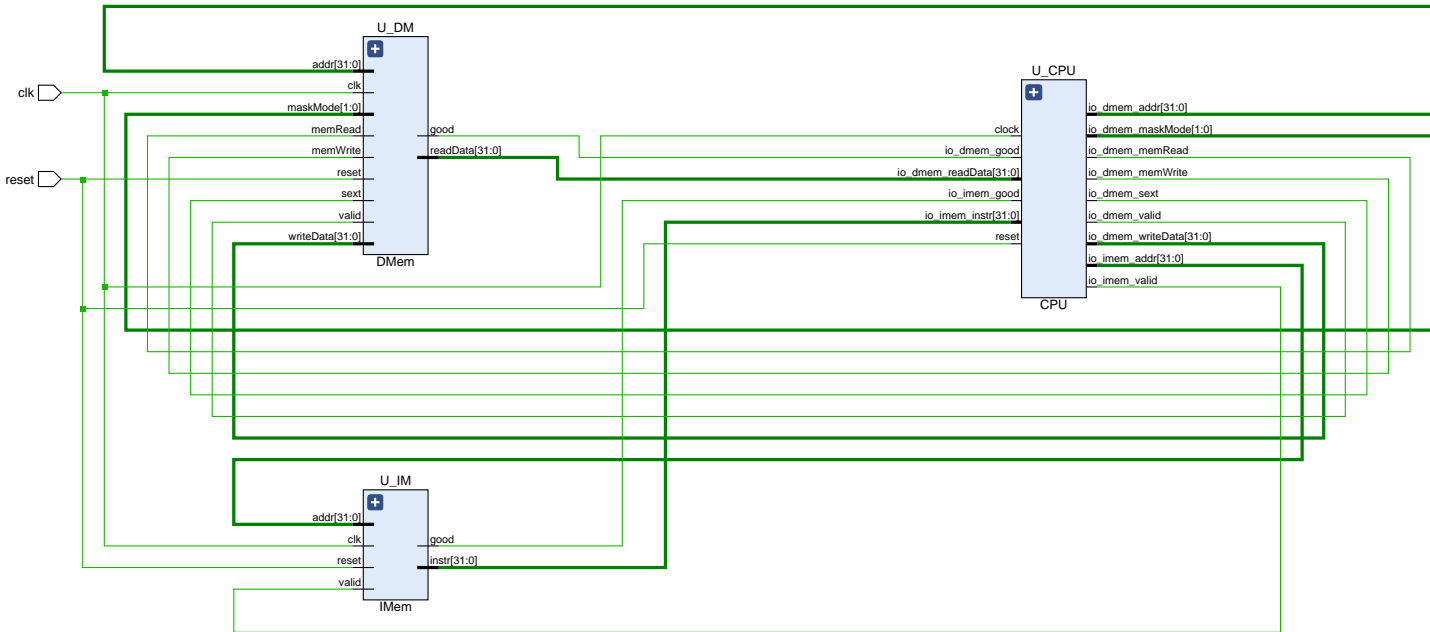 U_DM
addr[31:0]
clk
maskMode[1:0]
memRead
memWrite
reset
sext
valid
writeData[31:0]
good
readData[31:0]
DMem
clk
reset
U_CPU
clock
io_dmem_good
io_dmem_readData[31:0]
io_imem_good
io_imem_instr[31:0]
reset
io_dmem_addr[31:0]
io_dmem_maskMode[1:0]
io_dmem_memRead
io_dmem_memWrite
io_dmem_sext
io_dmem_valid
io_dmem_writeData[31:0]
io_imem_addr[31:0]
io_imem_valid
CPU
U_IM
addr[31:0]
clk
reset
valid
good
instr[31:0]
IMem